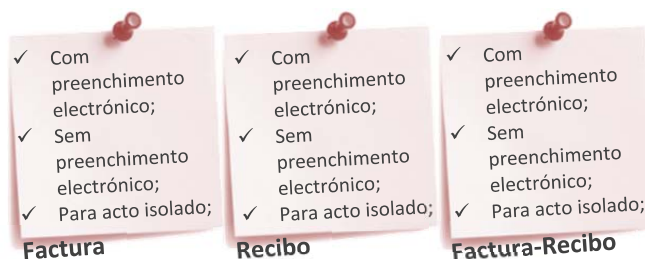 ✓ Com
preenchimento
electrónico;
✓ Sem
preenchimento
electrónico;
✓ Para acto isolado;
Factura
✓ Com
preenchimento
electrónico;
✓ Sem
preenchimento
electrónico;
✓ Para acto isolado;
Recibo
✓ Com
preenchimento
electrónico;
✓ Sem
preenchimento
electrónico;
✓ Para acto isolado;
Factura-Recibo